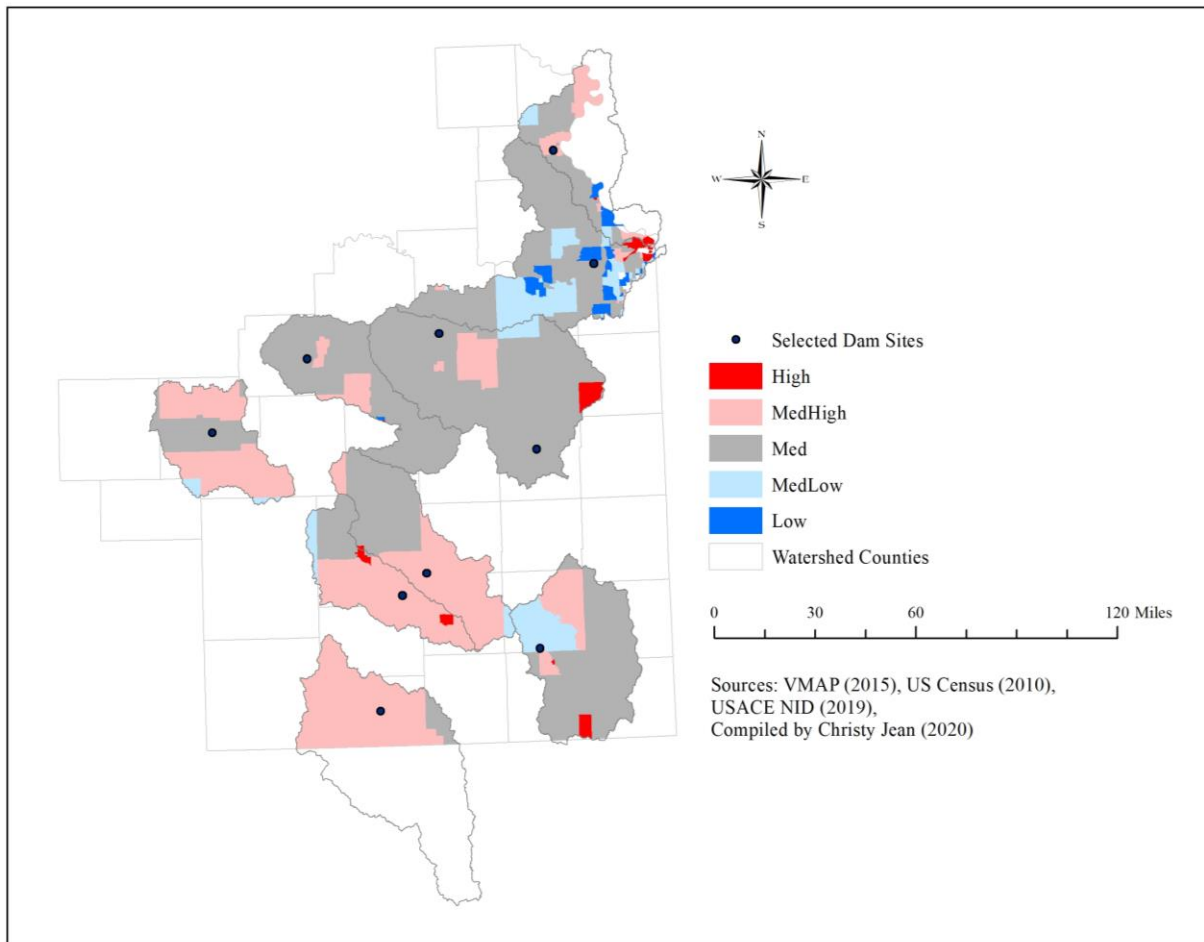 N
W E
S
Selected Dam Sites
High
MedHigh
Med
MedLow
Low
Watershed Counties
0 30 60 120 Miles
Sources: VMAP (2015), US Census (2010),
USACE NID (2019),
Compiled by Christy Jean (2020)